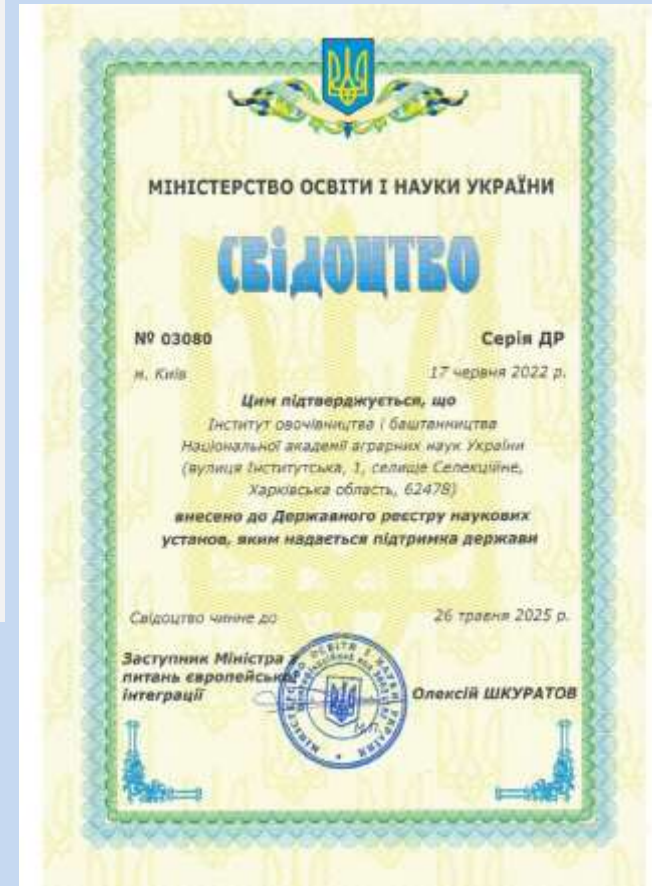 МІНІСТЕРСТВО ОСВІТИ І НАУКИ УКРАЇНИ
СВІДОЦТВО
№ 03080 Серія ДР
м. Київ 17 червня 2022 р.
Цим підтверджується, що
Інститут овочівництва і баштанництва
Національної академії аграрних наук України
(вулиця Інститутська, 1, селище Селекційне,
Харківська область, 62478)
внесено до Державного реєстру наукових
установ, яким надається підтримка держави
Свідоцтво чинне до 26 травня 2025 р.
Заступник Міністра з
питань європейської
інтеграції Олексій ШКУРАТОВ